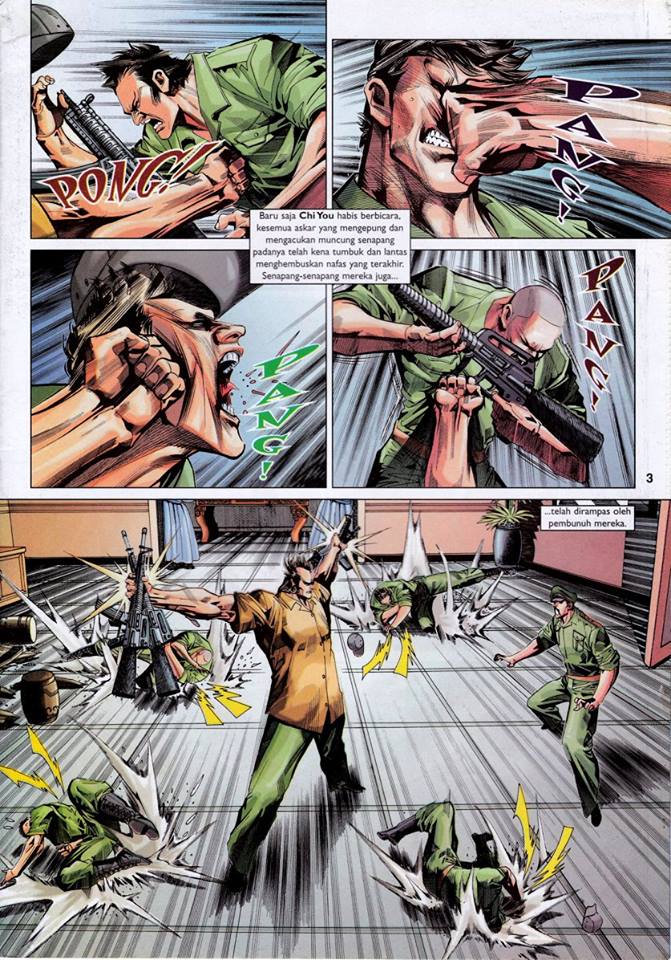 PONG!
PANG!
Baru saja Chi You habis berbicara,
kesemua askar yang mengepung dan
mengacukan muncung senapang
padanya telah kena tumbuk dan lantas
menghembuskan nafas yang terakhir.
Senapang-senapang mereka juga...
PANG!
PANG!
3
...telah dirampas oleh
pembunuh mereka.